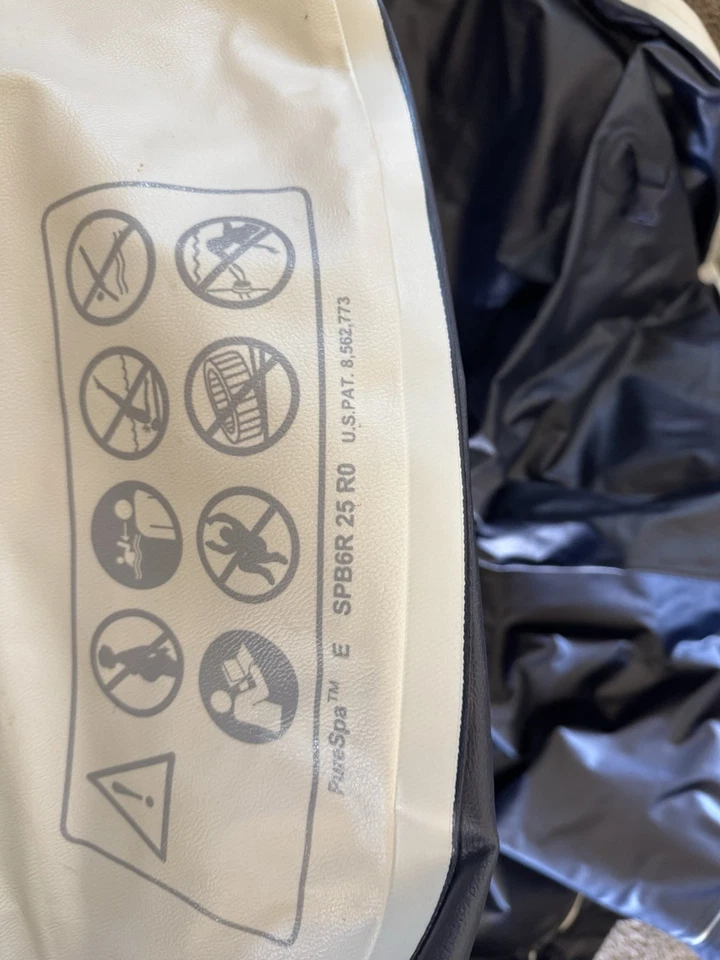 PureSpa™ E SPB6R 25 R0 U.S.PAT. 8,562,773